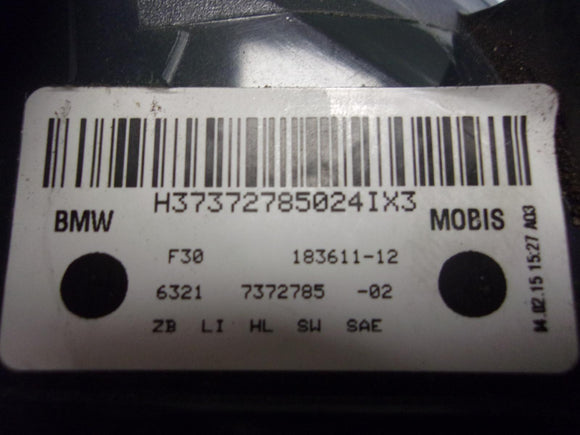 H37372785024IX3
BMW
MOBIS
F30 183611-12
6321 7372785 -02
ZB LI HL SW SAE
04.02.15 15:27 A03